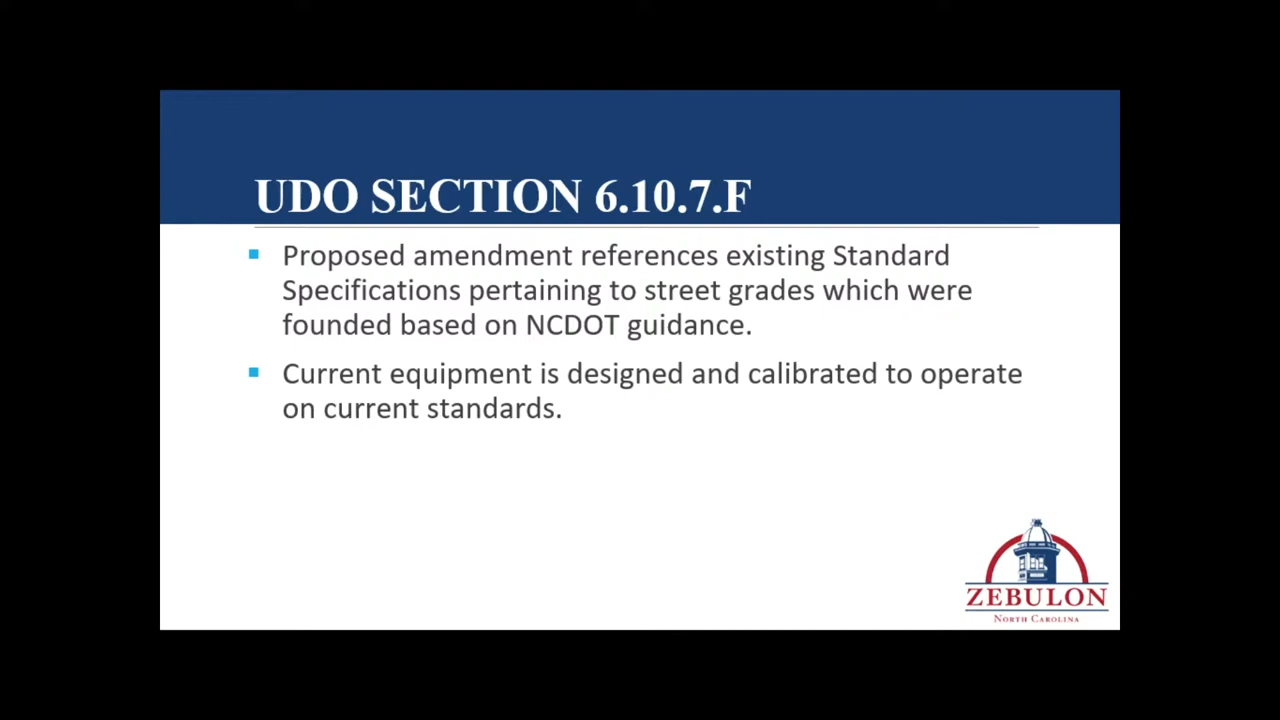 UDO SECTION 6.10.7.F
Proposed amendment references existing Standard
Specifications pertaining to street grades which were
founded based on NCDOT guidance.
Current equipment is designed and calibrated to operate
on current standards.
ZEBULON
NORTH CAROLINA